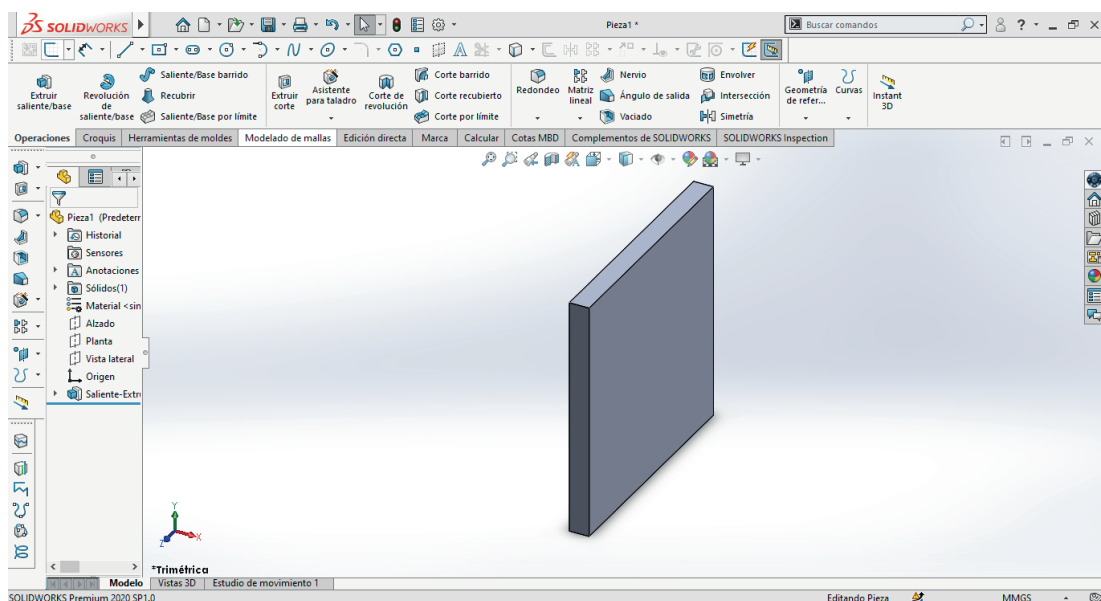 SOLIDWORKS
Pieza1 *
Buscar comandos
?
Extruir saliente/base
Revolución de saliente/base
Saliente/Base barrido
Recubrir
Saliente/Base por límite
Extruir corte
Asistente para taladro
Corte de revolución
Corte barrido
Corte recubierto
Corte por límite
Redondeo
Matriz lineal
Nervio
Ángulo de salida
Vaciado
Envolver
Intersección
Simetría
Geometría de refer...
Curvas
Instant 3D
Operaciones Croquis Herramientas de moldes Modelado de mallas Edición directa Marca Calcular Cotas MBD Complementos de SOLIDWORKS SOLIDWORKS Inspection
Pieza1 (Predeterr
Historial
Sensores
Anotaciones
Sólidos(1)
Material <sin
Alzado
Planta
Vista lateral
Origen
Saliente-Extru
Y
X
Z
*Trimétrica
Modelo Vistas 3D Estudio de movimiento 1
SOLIDWORKS Premium 2020 SP1.0 Editando Pieza MMGS